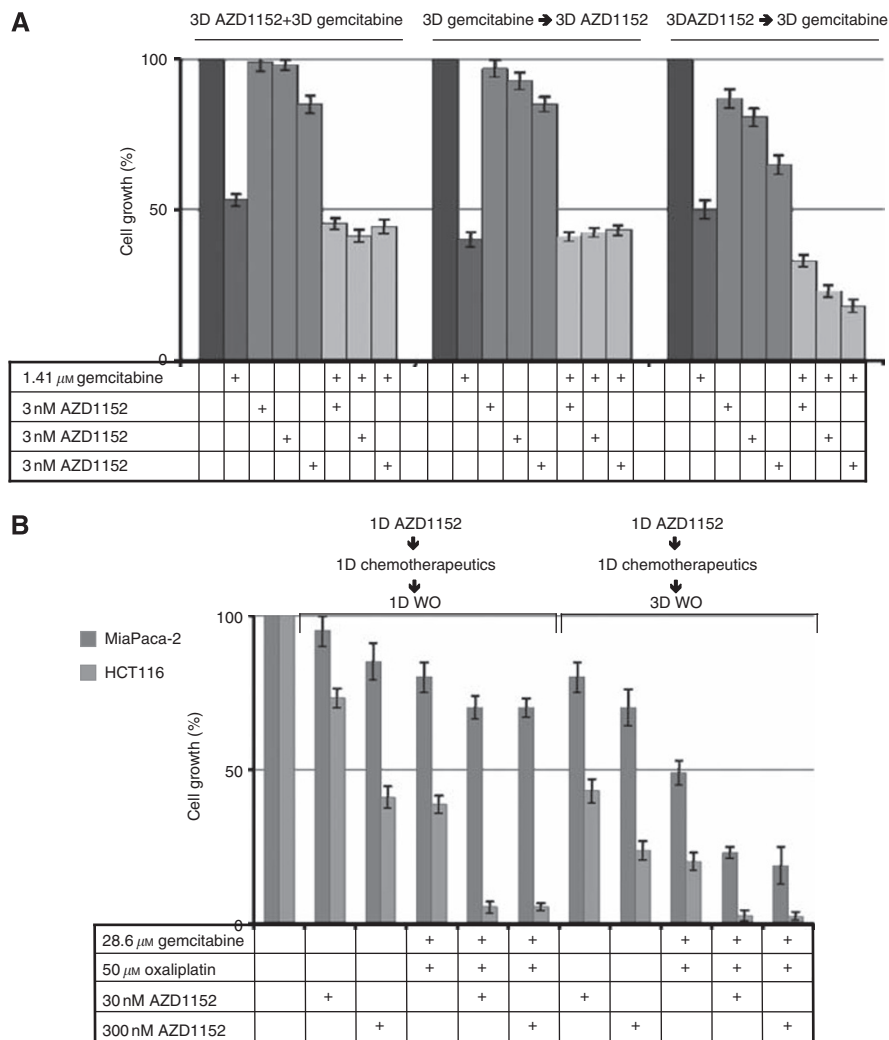 A
3D AZD1152+3D gemcitabine
3D gemcitabine → 3D AZD1152
3DAZD1152 → 3D gemcitabine
100
50
0
Cell growth (%)
1.41 μM gemcitabine + + + + + + + + + + + +
3 nM AZD1152 + + + + + +
3 nM AZD1152 + + + + + +
3 nM AZD1152 + + + + + +
B
1D AZD1152
↓
1D chemotherapeutics
↓
1D WO
1D AZD1152
↓
1D chemotherapeutics
↓
3D WO
MiaPaca-2
HCT116
100
50
0
Cell growth (%)
28.6 μM gemcitabine + + + + + +
50 μM oxaliplatin + + + + + +
30 nM AZD1152 + + + +
300 nM AZD1152 + + + +